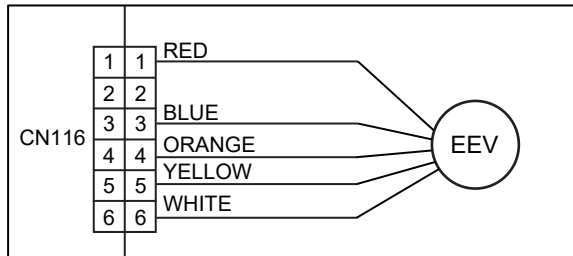 1 1 RED
2 2
CN116 3 3 BLUE
4 4 ORANGE
5 5 YELLOW
6 6 WHITE
EEV